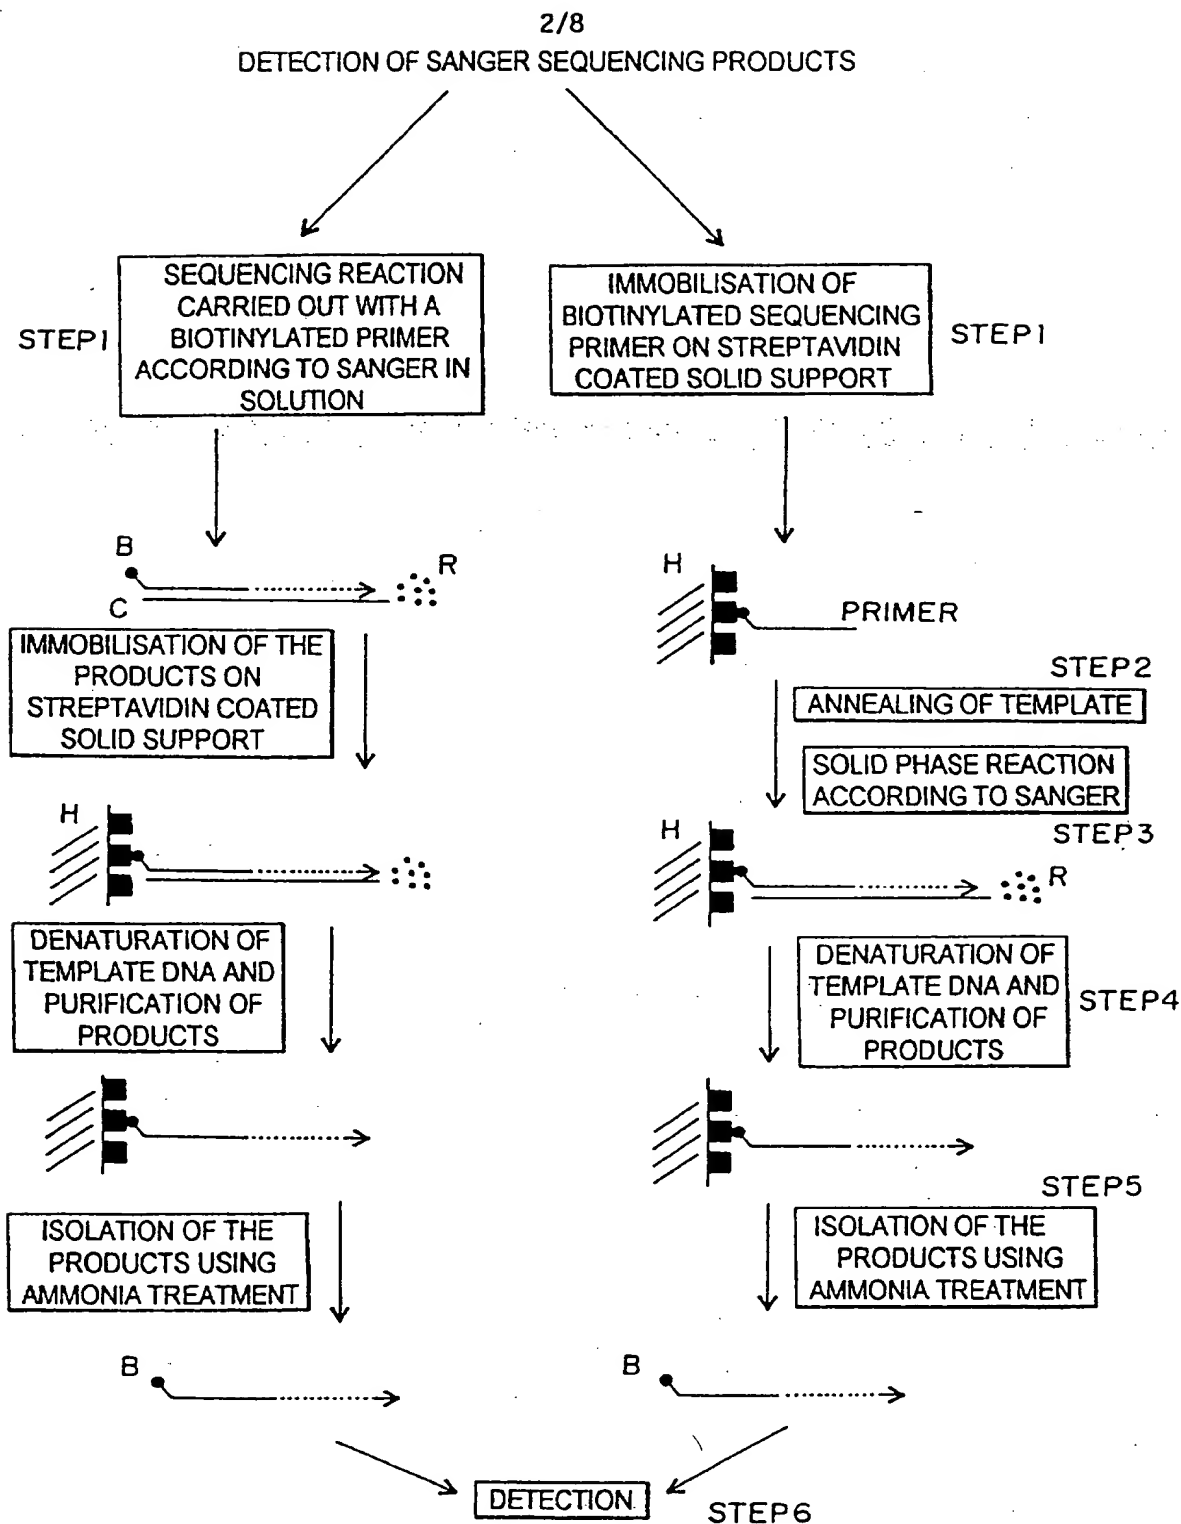 2/8
DETECTION OF SANGER SEQUENCING PRODUCTS
STEP1
SEQUENCING REACTION
CARRIED OUT WITH A
BIOTINYLATED PRIMER
ACCORDING TO SANGER IN
SOLUTION
IMMOBILISATION OF
BIOTINYLATED SEQUENCING
PRIMER ON STREPTAVIDIN
COATED SOLID SUPPORT
STEP1
B
R
C
H
PRIMER
IMMOBILISATION OF THE
PRODUCTS ON
STREPTAVIDIN COATED
SOLID SUPPORT
STEP2
ANNEALING OF TEMPLATE
SOLID PHASE REACTION
ACCORDING TO SANGER
STEP3
H
H
R
DENATURATION OF
TEMPLATE DNA AND
PURIFICATION OF
PRODUCTS
DENATURATION OF
TEMPLATE DNA AND
PURIFICATION OF
PRODUCTS
STEP4
STEP5
ISOLATION OF THE
PRODUCTS USING
AMMONIA TREATMENT
ISOLATION OF THE
PRODUCTS USING
AMMONIA TREATMENT
B
B
DETECTION
STEP6